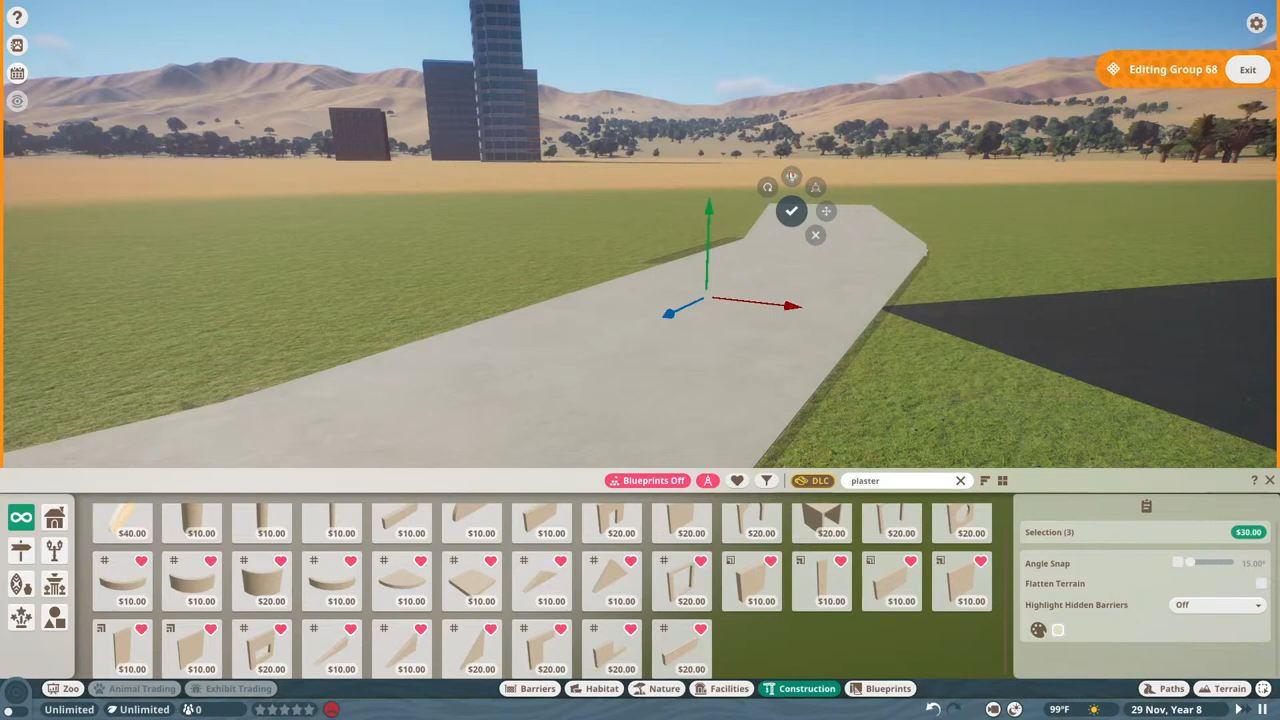 ?
Editing Group 68
Exit
Blueprints Off
DLC
plaster
?
$40.00
$10.00
$10.00
$10.00
$10.00
$10.00
$10.00
$20.00
$20.00
$20.00
$20.00
$20.00
$20.00
$10.00
$10.00
$20.00
$10.00
$10.00
$10.00
$10.00
$10.00
$20.00
$10.00
$10.00
$10.00
$10.00
$10.00
$10.00
$20.00
$10.00
$10.00
$20.00
$20.00
$20.00
$20.00
Selection (3)
$30.00
Angle Snap
15.00°
Flatten Terrain
Highlight Hidden Barriers
Off
Zoo
Animal Trading
Exhibit Trading
Barriers
Habitat
Nature
Facilities
Construction
Blueprints
Paths
Terrain
Unlimited
Unlimited
0
99°F
29 Nov, Year 8